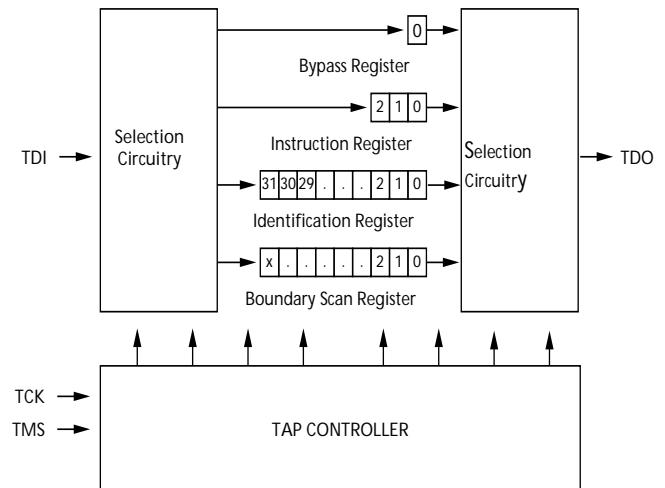 0
Bypass Register
2 1 0
Selection
Circuitry
Instruction Register
Selection
Circuitry
TDI
TDO
31 30 29 . . . 2 1 0
Identification Register
x . . . . . 2 1 0
Boundary Scan Register
TCK
TMS
TAP CONTROLLER